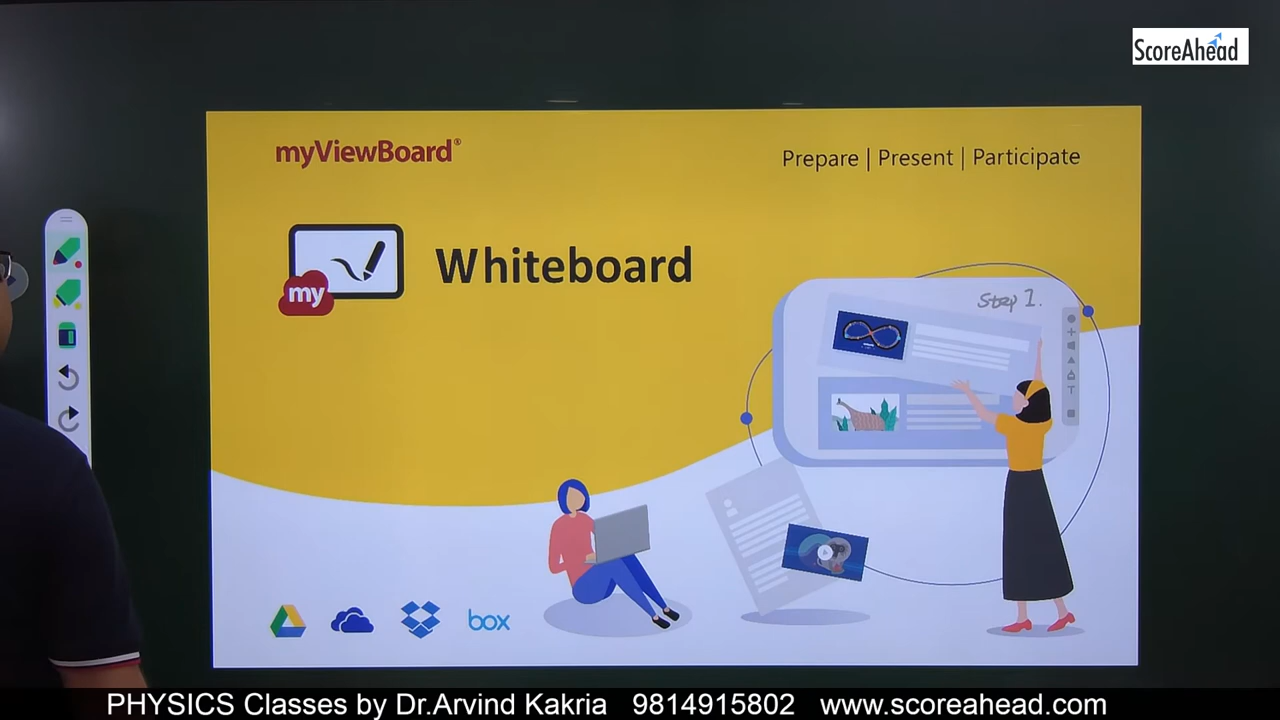 ScoreAhead
myViewBoard®
Prepare | Present | Participate
Whiteboard
my
Step 1.
T
box
PHYSICS Classes by Dr.Arvind Kakria 9814915802 www.scoreahead.com